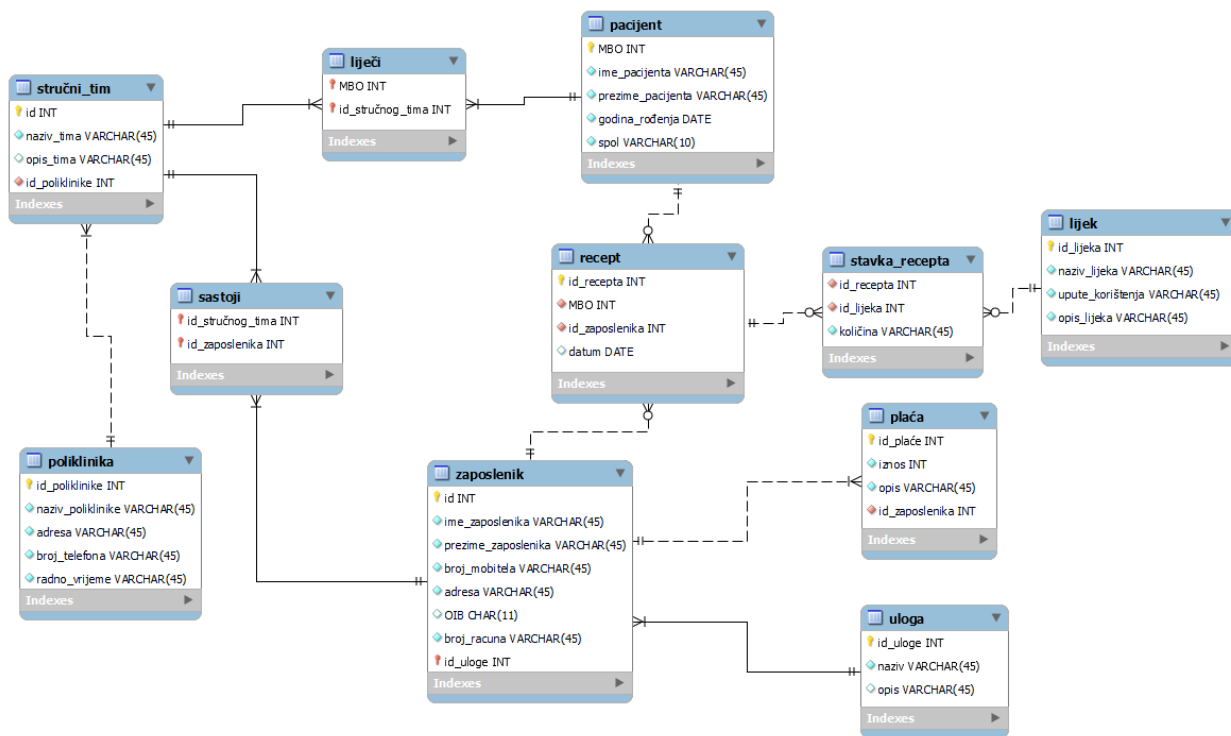 pacijent
MBO INT
ime_pacijenta VARCHAR(45)
prezime_pacijenta VARCHAR(45)
godina_rođenja DATE
spol VARCHAR(10)
Indexes
liječi
MBO INT
id_stručnog_tima INT
Indexes
stručni_tim
id INT
naziv_tima VARCHAR(45)
opis_tima VARCHAR(45)
id_poliklinike INT
Indexes
lijek
id_lijeka INT
naziv_lijeka VARCHAR(45)
upute_korištenja VARCHAR(45)
opis_lijeka VARCHAR(45)
Indexes
recept
id_recepta INT
MBO INT
id_zaposlenika INT
datum DATE
Indexes
stavka_recepta
id_recepta INT
id_lijeka INT
količina VARCHAR(45)
Indexes
sastoji
id_stručnog_tima INT
id_zaposlenika INT
Indexes
plaća
id_plaće INT
iznos INT
opis VARCHAR(45)
id_zaposlenika INT
Indexes
poliklinika
id_poliklinike INT
naziv_poliklinike VARCHAR(45)
adresa VARCHAR(45)
broj_telefona VARCHAR(45)
radno_vrijeme VARCHAR(45)
Indexes
zaposlenik
id INT
ime_zaposlenika VARCHAR(45)
prezime_zaposlenika VARCHAR(45)
broj_mobitela VARCHAR(45)
adresa VARCHAR(45)
OIB CHAR(11)
broj_racuna VARCHAR(45)
id_uloge INT
Indexes
uloga
id_uloge INT
naziv VARCHAR(45)
opis VARCHAR(45)
Indexes